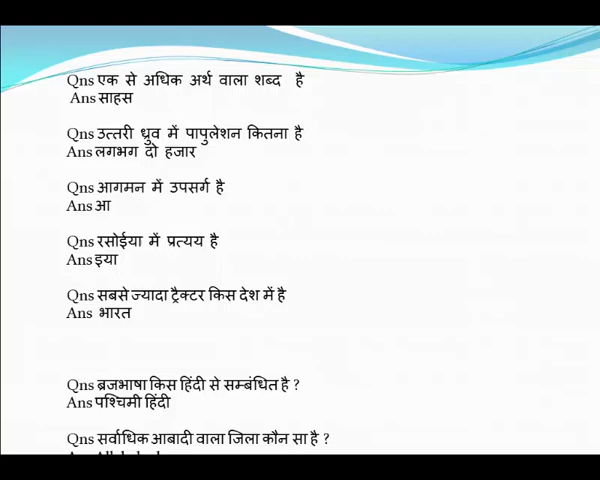 Qns एक से अधिक अर्थ वाला शब्द है
Ans साहस
Qns उत्तरी ध्रुव में पापुलेशन कितना है
Ans लगभग दो हजार
Qns आगमन में उपसर्ग है
Ans आ
Qns रसोईया में प्रत्यय है
Ans इया
Qns सबसे ज्यादा ट्रैक्टर किस देश में है
Ans भारत
Qns ब्रजभाषा किस हिंदी से सम्बंधित है ?
Ans पश्चिमी हिंदी
Qns सर्वाधिक आबादी वाला जिला कौन सा है ?